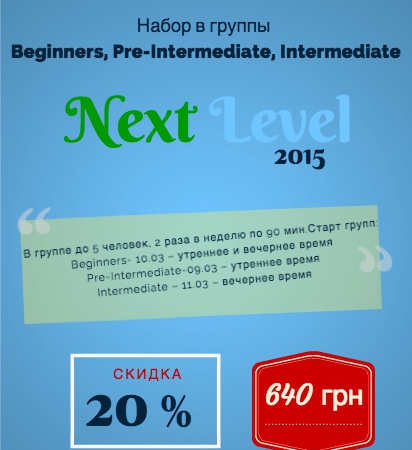 Набор в группы
Beginners, Pre-Intermediate, Intermediate
Next Level
2015
“
В группе до 5 человек, 2 раза в неделю по 90 мин.Старт групп:
Beginners- 10.03 – утреннее и вечернее время
Pre-Intermediate-09.03 – утреннее время
Intermediate – 11.03 – вечернее время
”
СКИДКА
20 %
640 грн